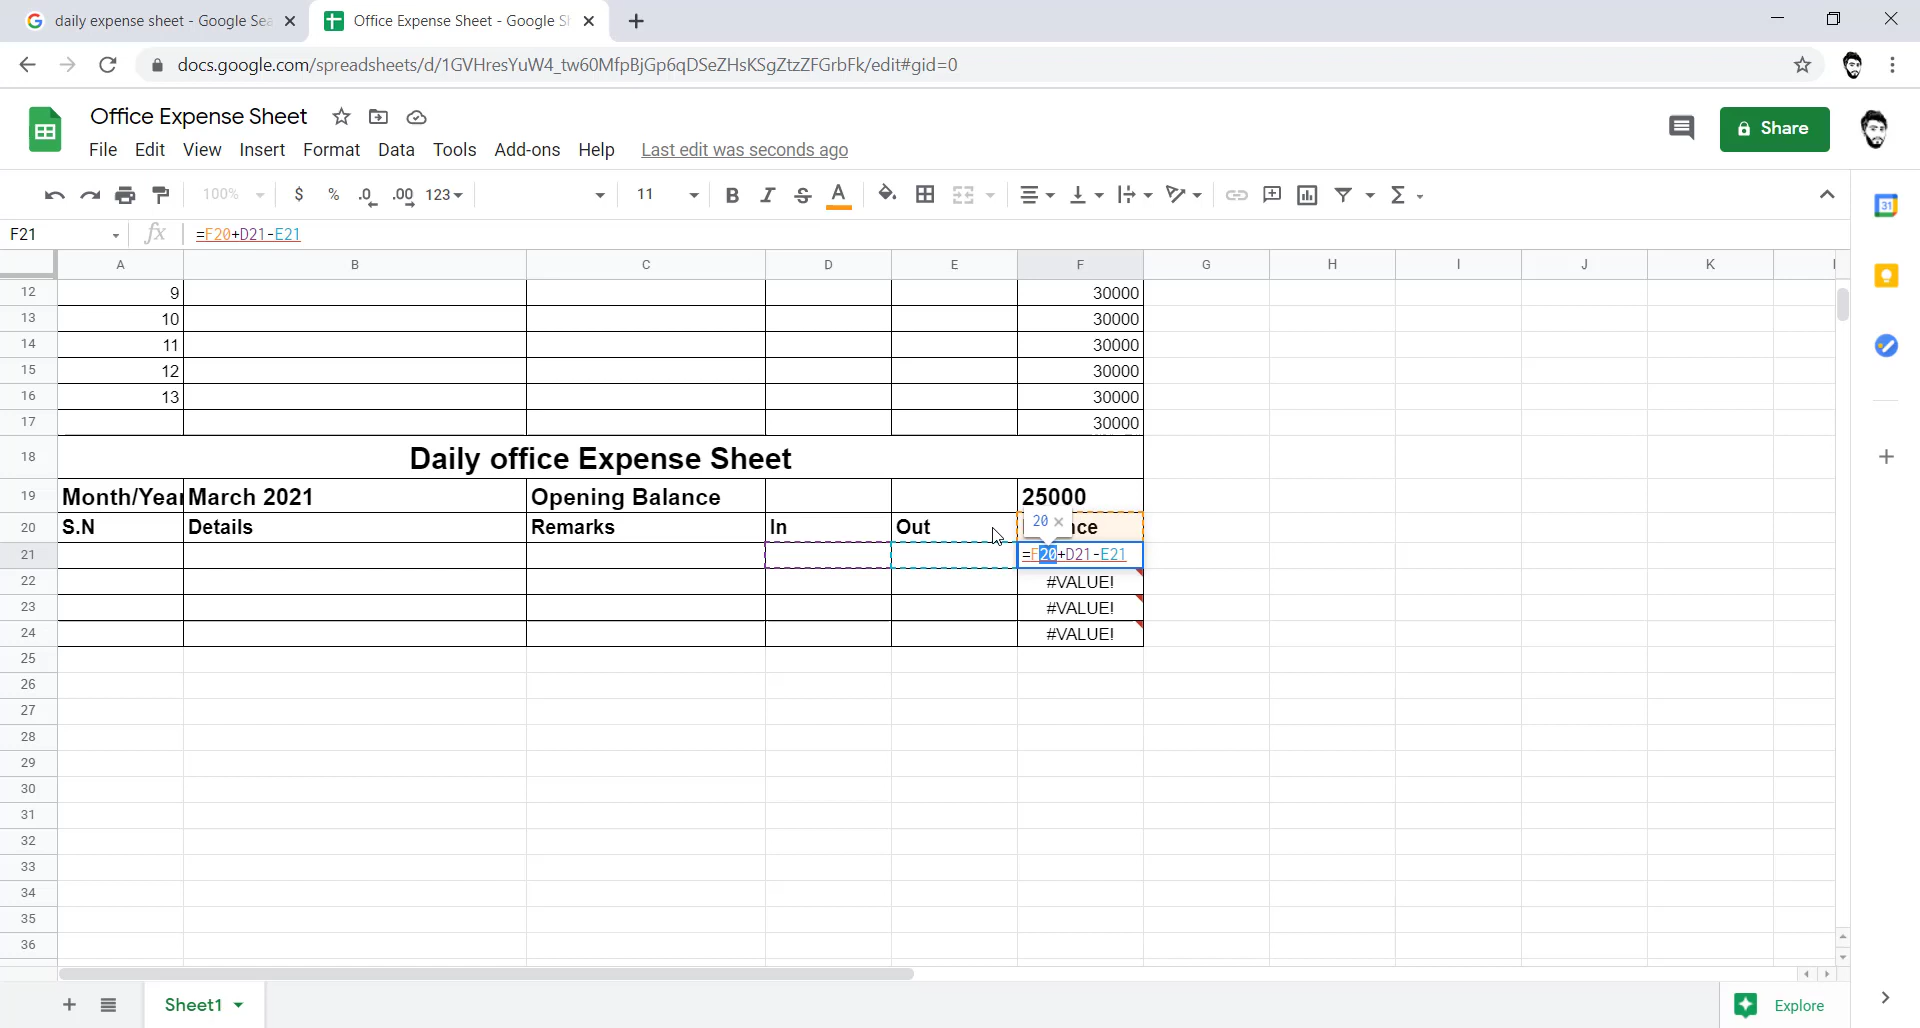 daily expense sheet - Google Sea
Office Expense Sheet - Google Sh
docs.google.com/spreadsheets/d/1GVHresYuW4_tw60MfpBjGp6qDSeZHsKSgZtzZFGrbFk/edit#gid=0
Office Expense Sheet
Share
File Edit View Insert Format Data Tools Add-ons Help Last edit was seconds ago
100% $ % .0 .00 123 11 B I S A Σ
31
F21 fx =F20+D21-E21
A B C D E F G H I J K
12 9 30000
13 10 30000
14 11 30000
15 12 30000
16 13 30000
17 30000
18 Daily office Expense Sheet
19 Month/Year March 2021 Opening Balance 25000
20 ×
20 S.N Details Remarks In Out nce
21 =F20+D21-E21
22 #VALUE!
23 #VALUE!
24 #VALUE!
25
26
27
28
29
30
31
32
33
34
35
36
Sheet1
Explore